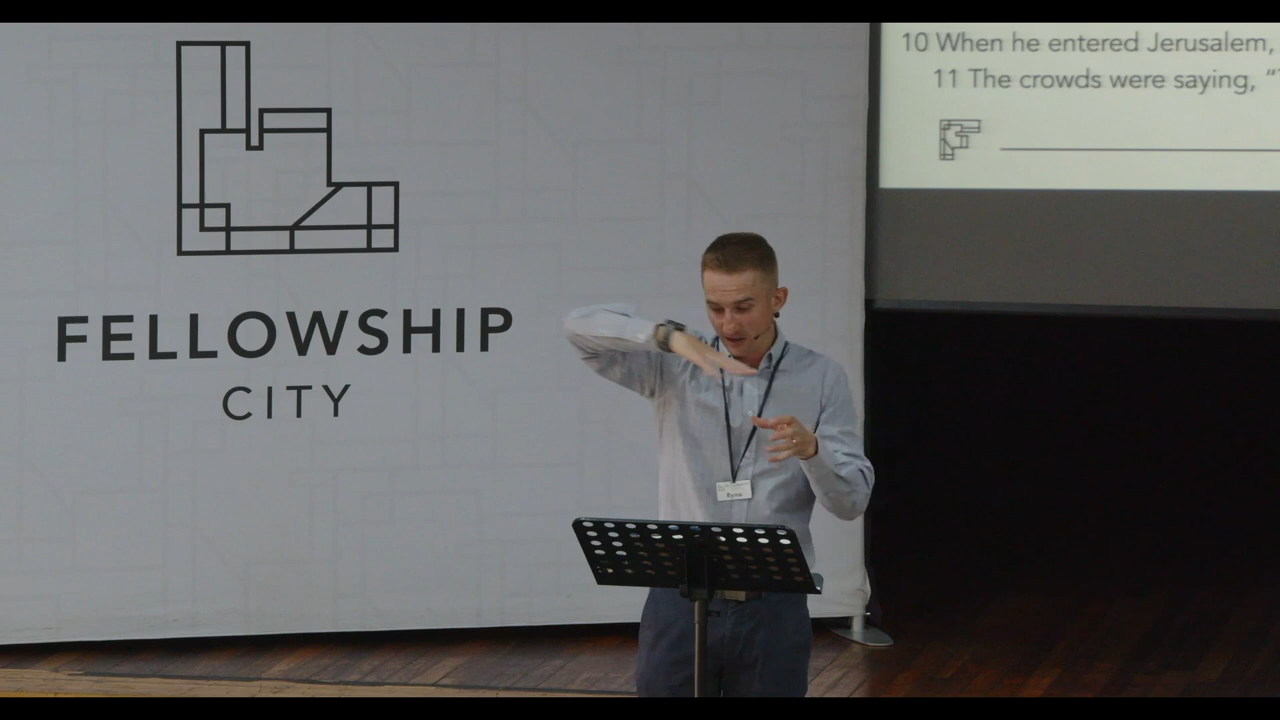 FELLOWSHIP
CITY
10 When he entered Jerusalem,
11 The crowds were saying, “